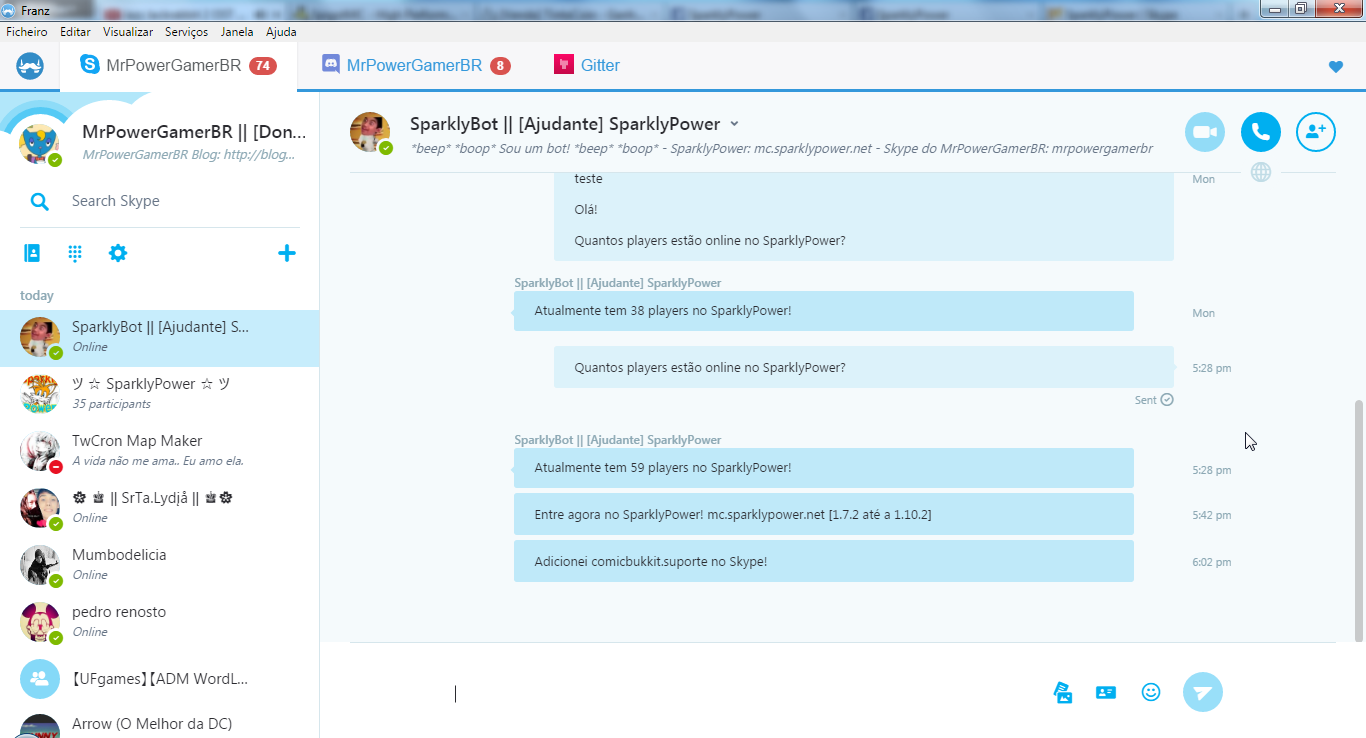 Franz
Ficheiro Editar Visualizar Serviços Janela Ajuda
MrPowerGamerBR 74 MrPowerGamerBR 8 Gitter
MrPowerGamerBR || [Don...
MrPowerGamerBR Blog: http://blog...
Search Skype
today
SparklyBot || [Ajudante] S...
Online
ツ ☆ SparklyPower ☆ ツ
35 participants
TwCron Map Maker
A vida não me ama.. Eu amo ela.
|| SrTa.Lydjå ||
Online
Mumbodelicia
Online
pedro renosto
Online
【UFgames】【ADM WordL...
Arrow (O Melhor da DC)
SparklyBot || [Ajudante] SparklyPower
*beep* *boop* Sou um bot! *beep* *boop* - SparklyPower: mc.sparklypower.net - Skype do MrPowerGamerBR: mrpowergamerbr
teste
Mon
Olá!
Quantos players estão online no SparklyPower?
SparklyBot || [Ajudante] SparklyPower
Atualmente tem 38 players no SparklyPower!
Mon
Quantos players estão online no SparklyPower?
5:28 pm
Sent
SparklyBot || [Ajudante] SparklyPower
Atualmente tem 59 players no SparklyPower!
5:28 pm
Entre agora no SparklyPower! mc.sparklypower.net [1.7.2 até a 1.10.2]
5:42 pm
Adicionei comicbukkit.suporte no Skype!
6:02 pm